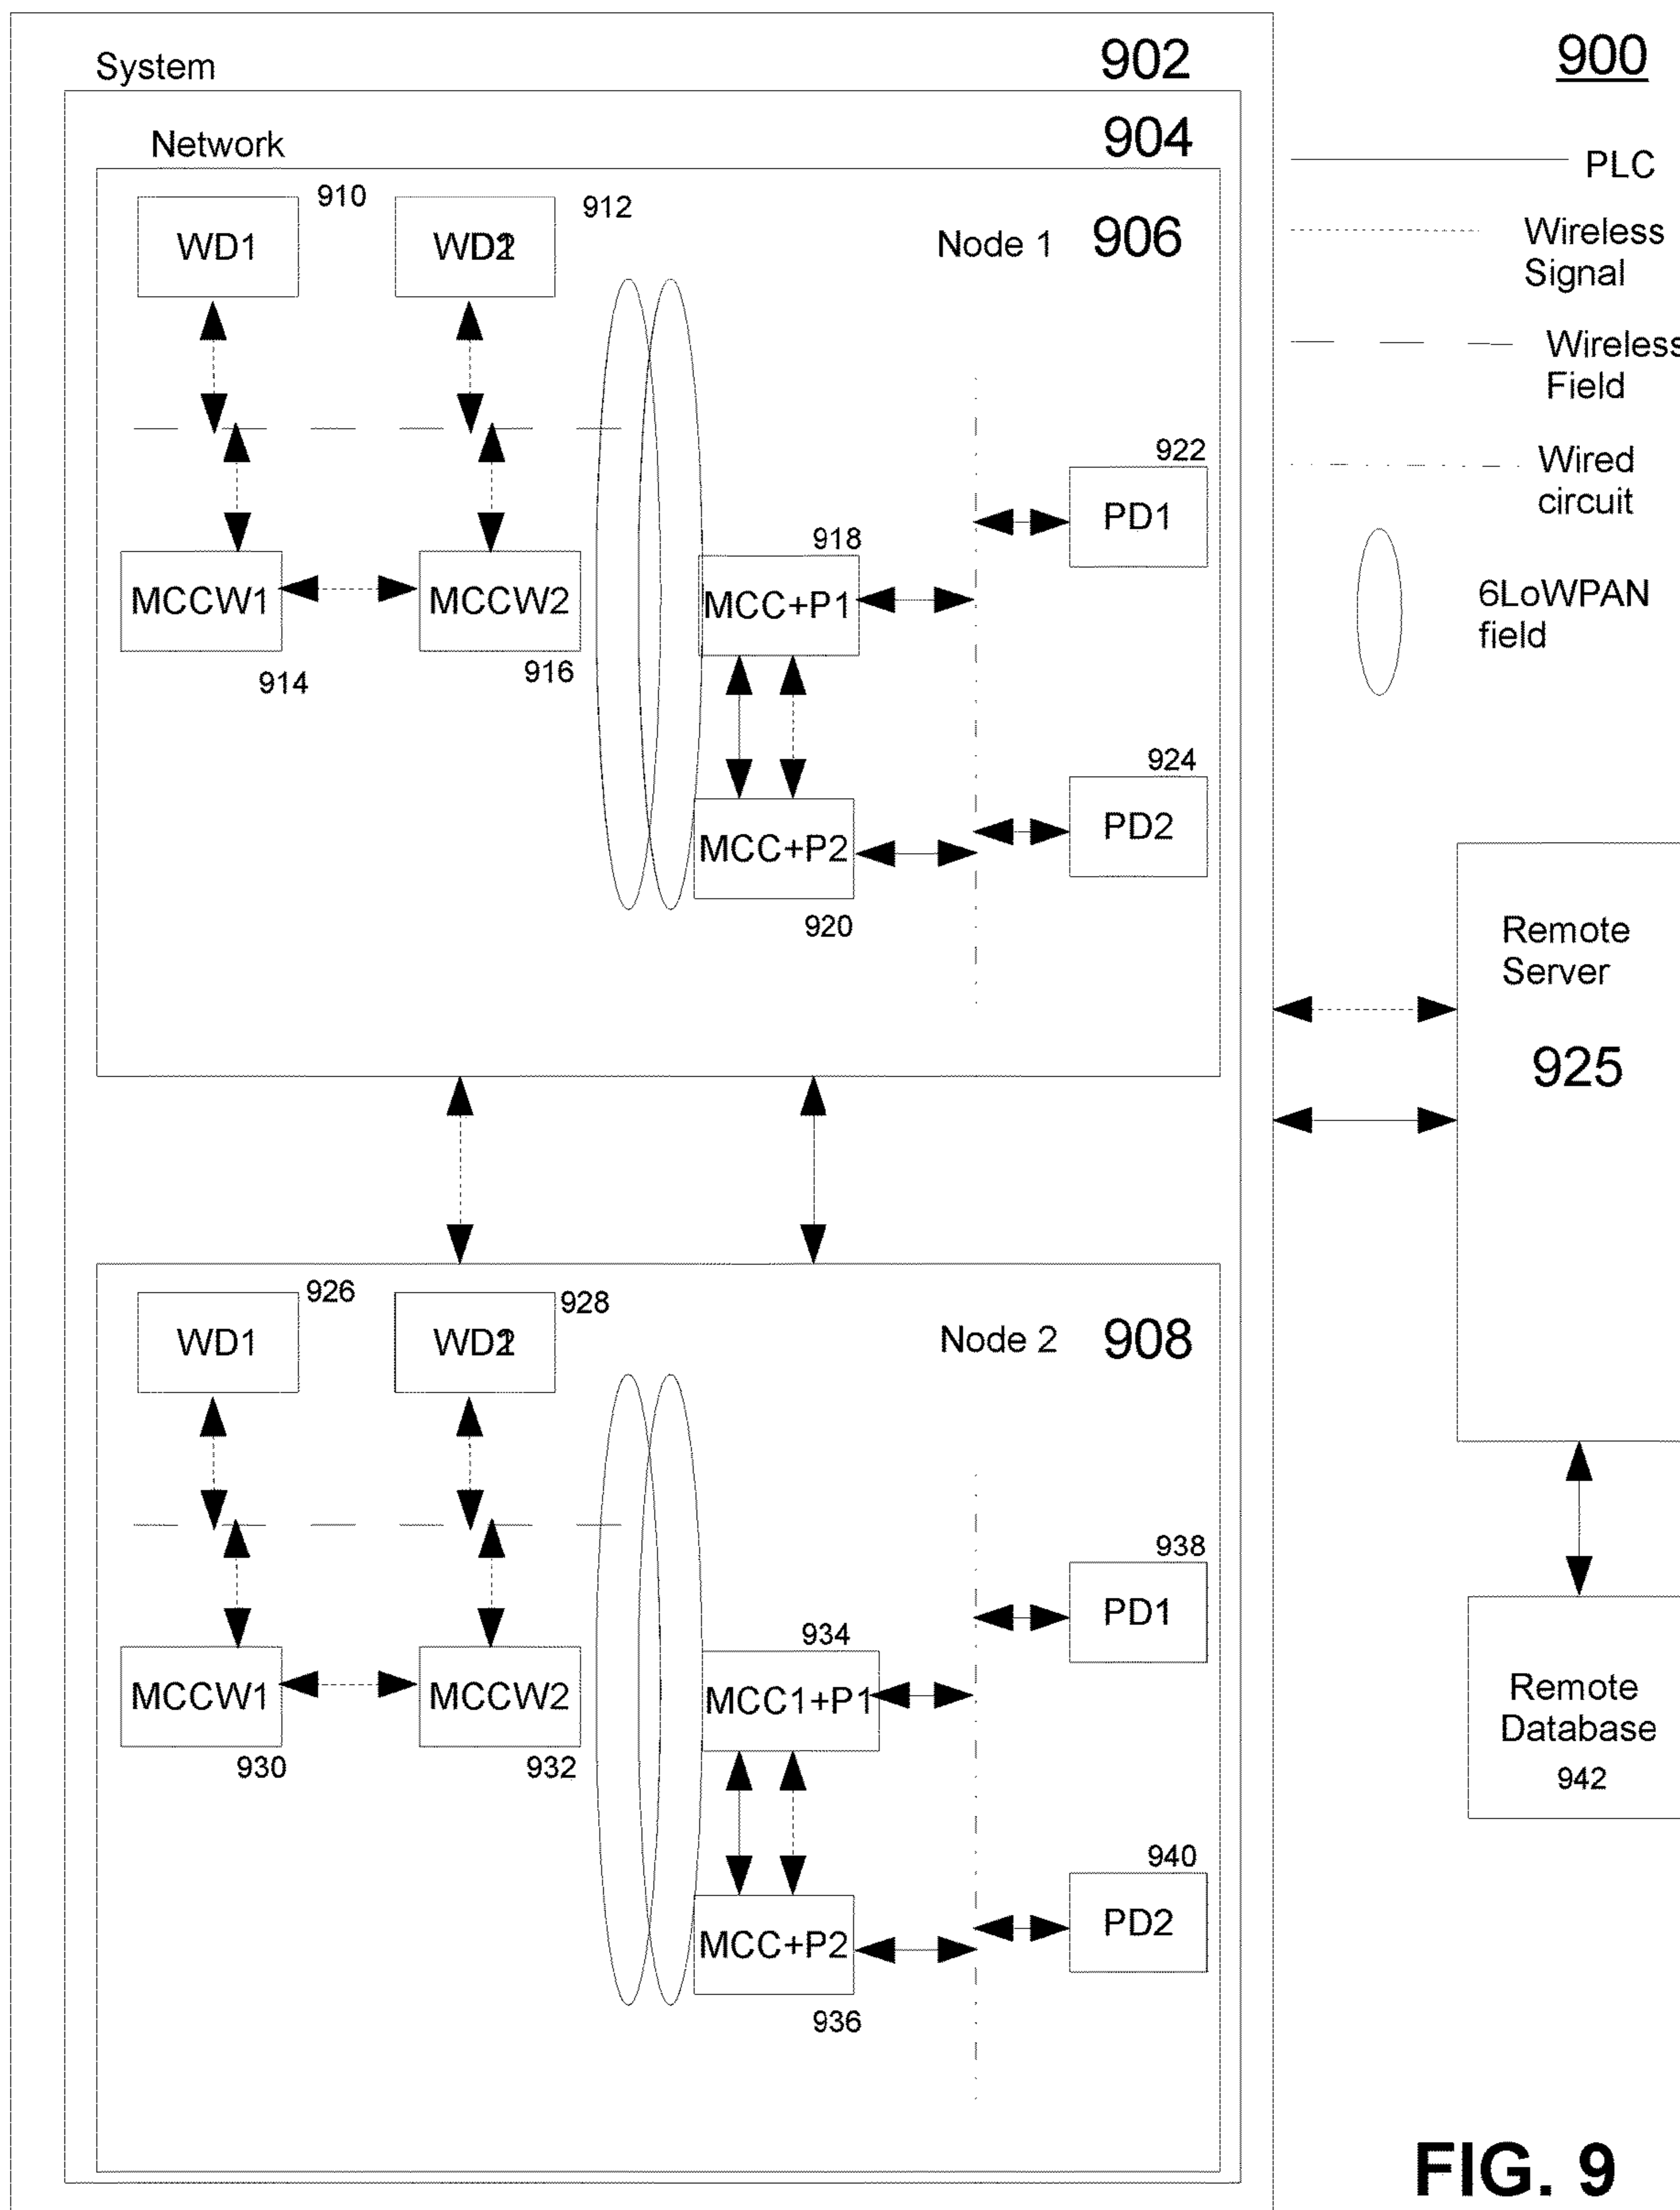 System
902
900
Network
904
910
912
WD1
WD2
Node 1
906
PLC
Wireless
Signal
Wireless
Field
Wired
circuit
6LoWPAN
field
922
PD1
918
MCCW1
MCCW2
MCC+P1
914
916
924
PD2
MCC+P2
920
Remote
Server
925
926
928
WD1
WD2
Node 2
908
938
PD1
934
MCCW1
MCCW2
MCC1+P1
930
932
940
PD2
MCC+P2
936
Remote
Database
942
FIG. 9